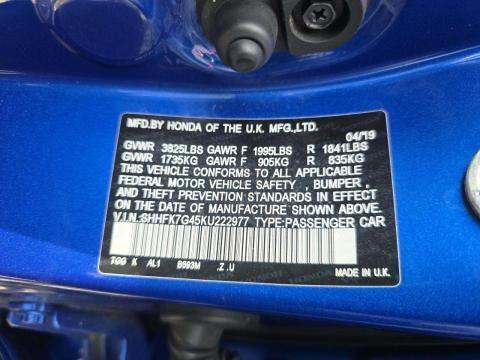 MFD.BY HONDA OF THE U.K. MFG.,LTD. 04/19
GVWR 3825LBS GAWR F 1995LBS R 1841LBS
GVWR 1735KG GAWR F 905KG R 835KG
THIS VEHICLE CONFORMS TO ALL APPLICABLE
FEDERAL MOTOR VEHICLE SAFETY , BUMPER ,
AND THEFT PREVENTION STANDARDS IN EFFECT
ON THE DATE OF MANUFACTURE SHOWN ABOVE.
V.I.N.:SHHFK7G45KU222977 TYPE:PASSENGER CAR
TGG K AL1 B593M .Z .U
MADE IN U.K.